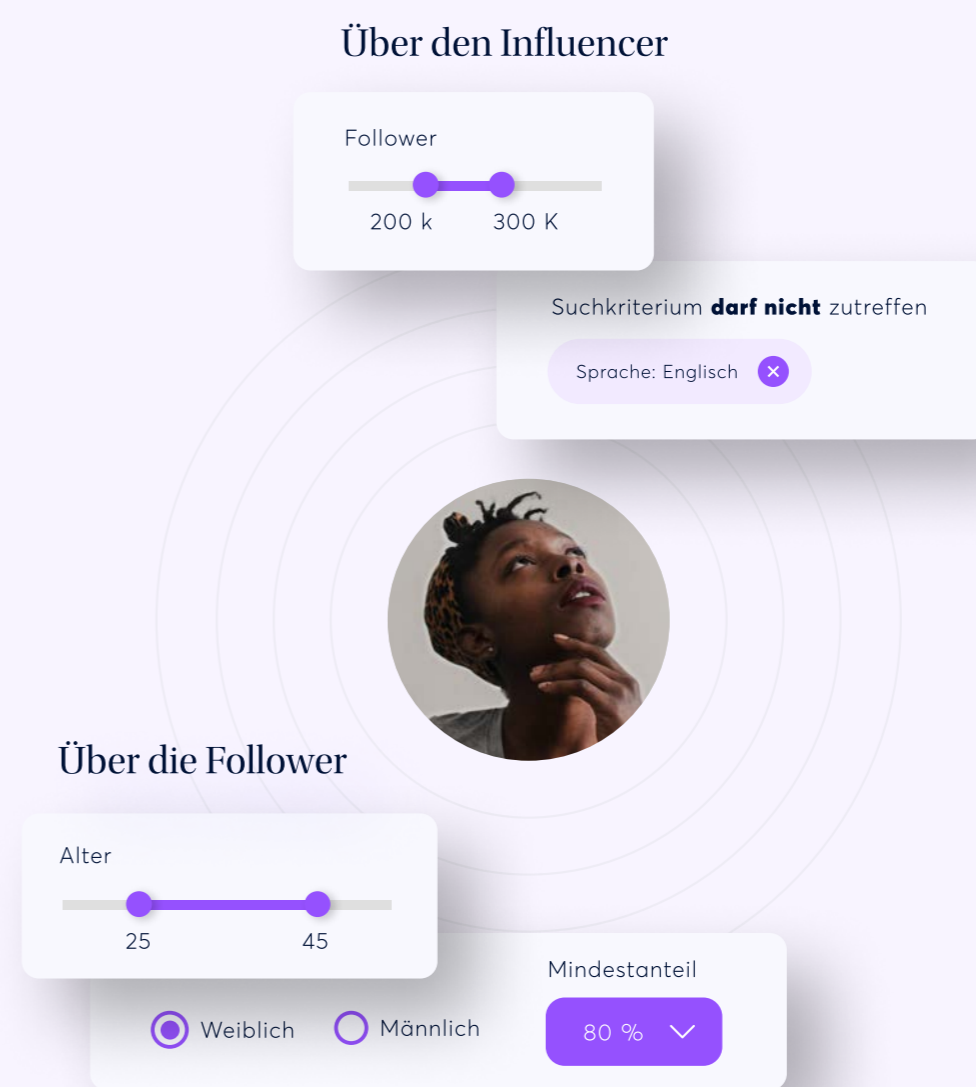 Über den Influencer
Follower
200 k 300 K
Suchkriterium darf nicht zutreffen
Sprache: Englisch
Über die Follower
Alter
25 45
Mindestanteil
Weiblich Männlich 80 %